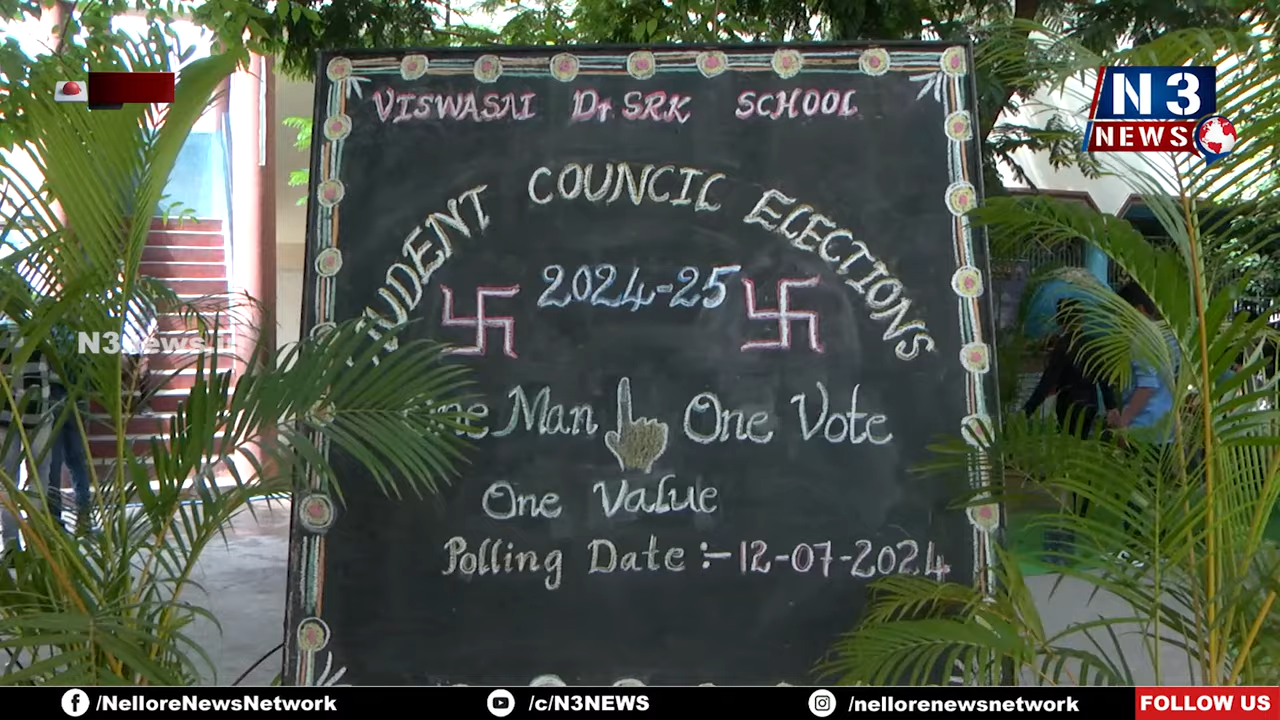 VISWASAI Dr SRK SCHOOL
N3
NEWS
STUDENT COUNCIL ELECTIONS
2024-25
N3news
One Man One Vote
One Value
Polling Date :- 12-07-2024
/NelloreNewsNetwork /c/N3NEWS /nellorenewsnetwork FOLLOW US